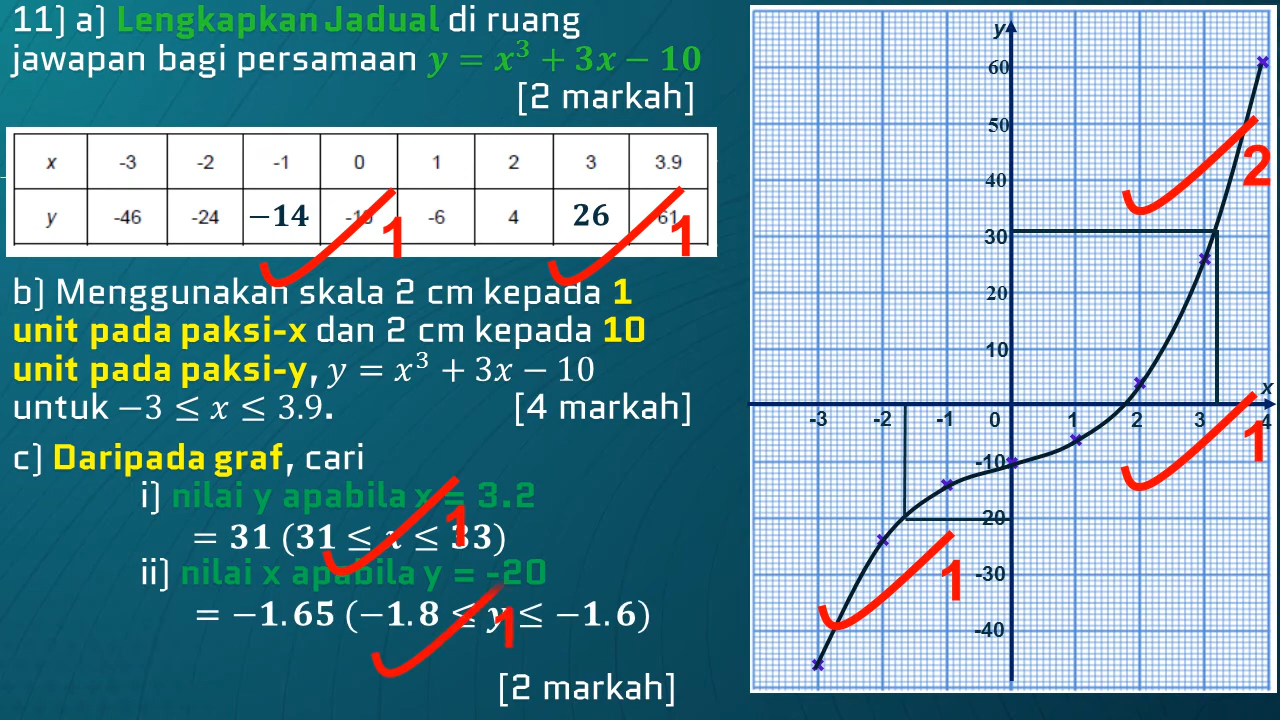 11) a) Lengkapkan Jadual di ruang
jawapan bagi persamaan y = x³ + 3x − 10
[2 markah]
x -3 -2 -1 0 1 2 3 3.9
y -46 -24 −14 -10 -6 4 26 61
1 1
b) Menggunakan skala 2 cm kepada 1
unit pada paksi-x dan 2 cm kepada 10
unit pada paksi-y, y = x³ + 3x − 10
untuk −3 ≤ x ≤ 3.9. [4 markah]
c) Daripada graf, cari
i) nilai y apabila x = 3.2
= 31 (31 ≤ x ≤ 33)
1
ii) nilai x apabila y = -20
= −1.65 (−1.8 ≤ y ≤ −1.6)
1
[2 markah]
y
60
50
2
40
30
20
10
x
-3 -2 -1 0 1 2 3 4
1
-10
-20
-30
1
-40